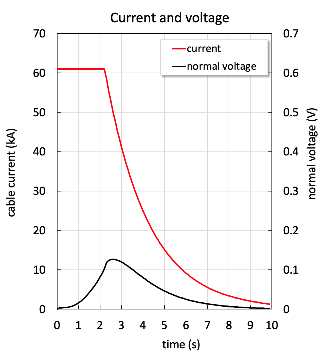 Current and voltage
70
60
50
40
30
20
10
0
cable current (kA)
current
normal voltage
0.7
0.6
0.5
0.4
0.3
0.2
0.1
0
normal voltage (V)
0 1 2 3 4 5 6 7 8 9 10
time (s)